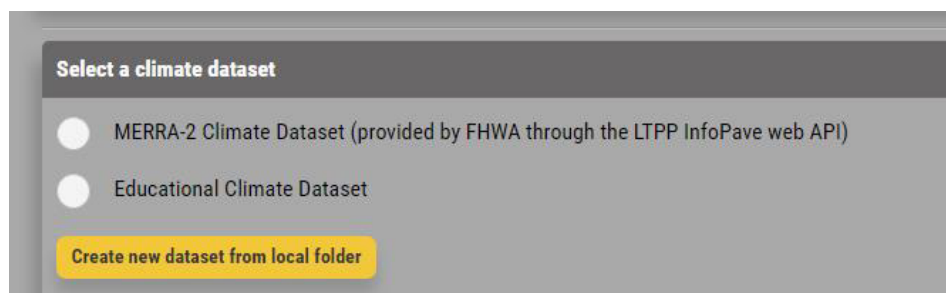 Select a climate dataset
MERRA-2 Climate Dataset (provided by FHWA through the LTPP InfoPave web API)
Educational Climate Dataset
Create new dataset from local folder